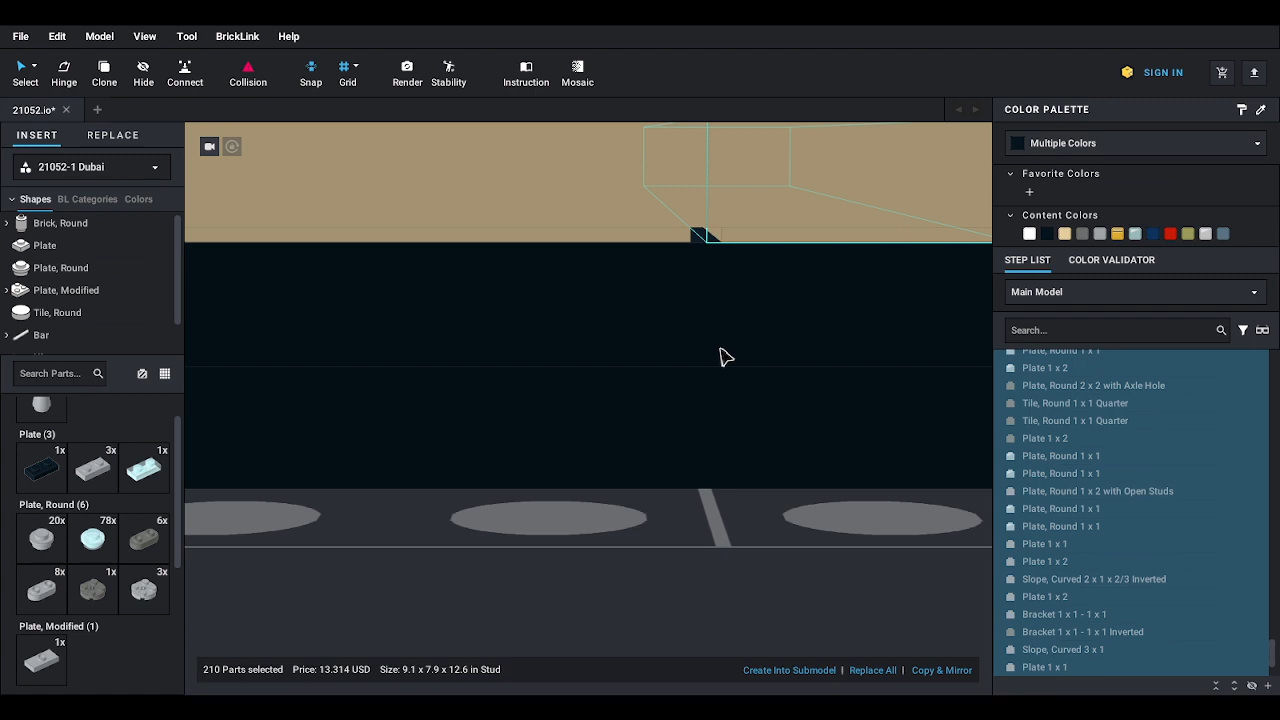 File Edit Model View Tool BrickLink Help
Select Hinge Clone Hide Connect Collision Snap Grid Render Stability Instruction Mosaic
SIGN IN
21052.io*
INSERT REPLACE
21052-1 Dubai
Shapes BL Categories Colors
Brick, Round
Plate
Plate, Round
Plate, Modified
Tile, Round
Bar
Search Parts...
Plate (3)
1x 3x 1x
Plate, Round (6)
20x 78x 6x
8x 1x 3x
Plate, Modified (1)
1x
210 Parts selected Price: 13.314 USD Size: 9.1 x 7.9 x 12.6 in Stud
Create Into Submodel | Replace All | Copy & Mirror
COLOR PALETTE
Multiple Colors
Favorite Colors
Content Colors
STEP LIST COLOR VALIDATOR
Main Model
Search...
Plate, Round 1 x 1
Plate 1 x 2
Plate, Round 2 x 2 with Axle Hole
Tile, Round 1 x 1 Quarter
Tile, Round 1 x 1 Quarter
Plate 1 x 2
Plate, Round 1 x 1
Plate, Round 1 x 1
Plate, Round 1 x 2 with Open Studs
Plate, Round 1 x 1
Plate, Round 1 x 1
Plate 1 x 1
Plate 1 x 2
Slope, Curved 2 x 1 x 2/3 Inverted
Plate 1 x 2
Bracket 1 x 1 - 1 x 1
Bracket 1 x 1 - 1 x 1 Inverted
Slope, Curved 3 x 1
Plate 1 x 1